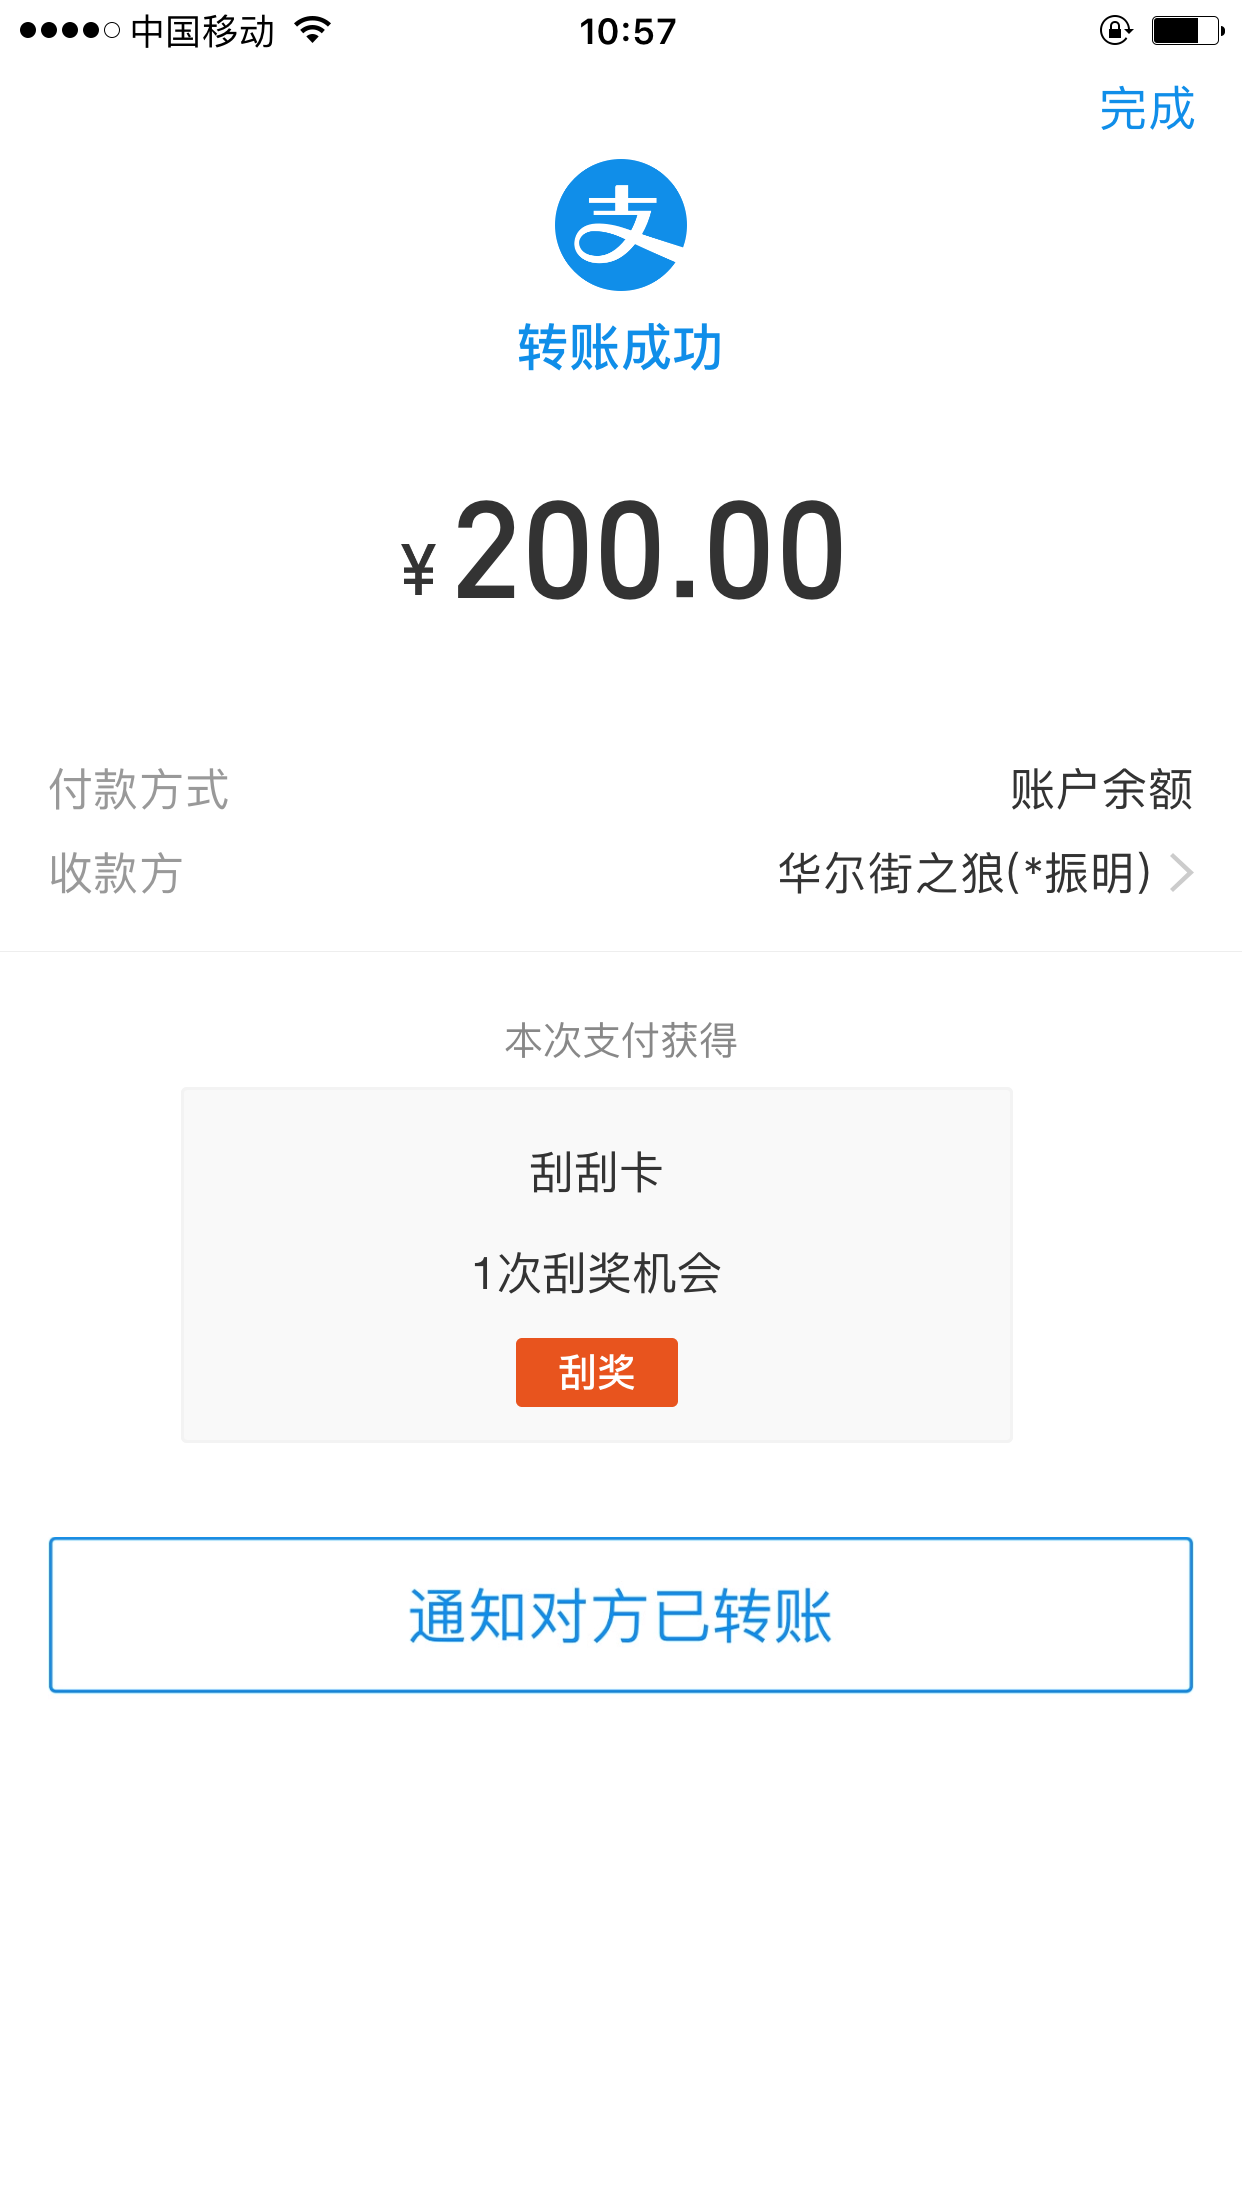 中国移动 10:57
完成
支
转账成功
¥200.00
付款方式 账户余额
收款方 华尔街之狼(*振明)
本次支付获得
刮刮卡
1次刮奖机会
刮奖
通知对方已转账